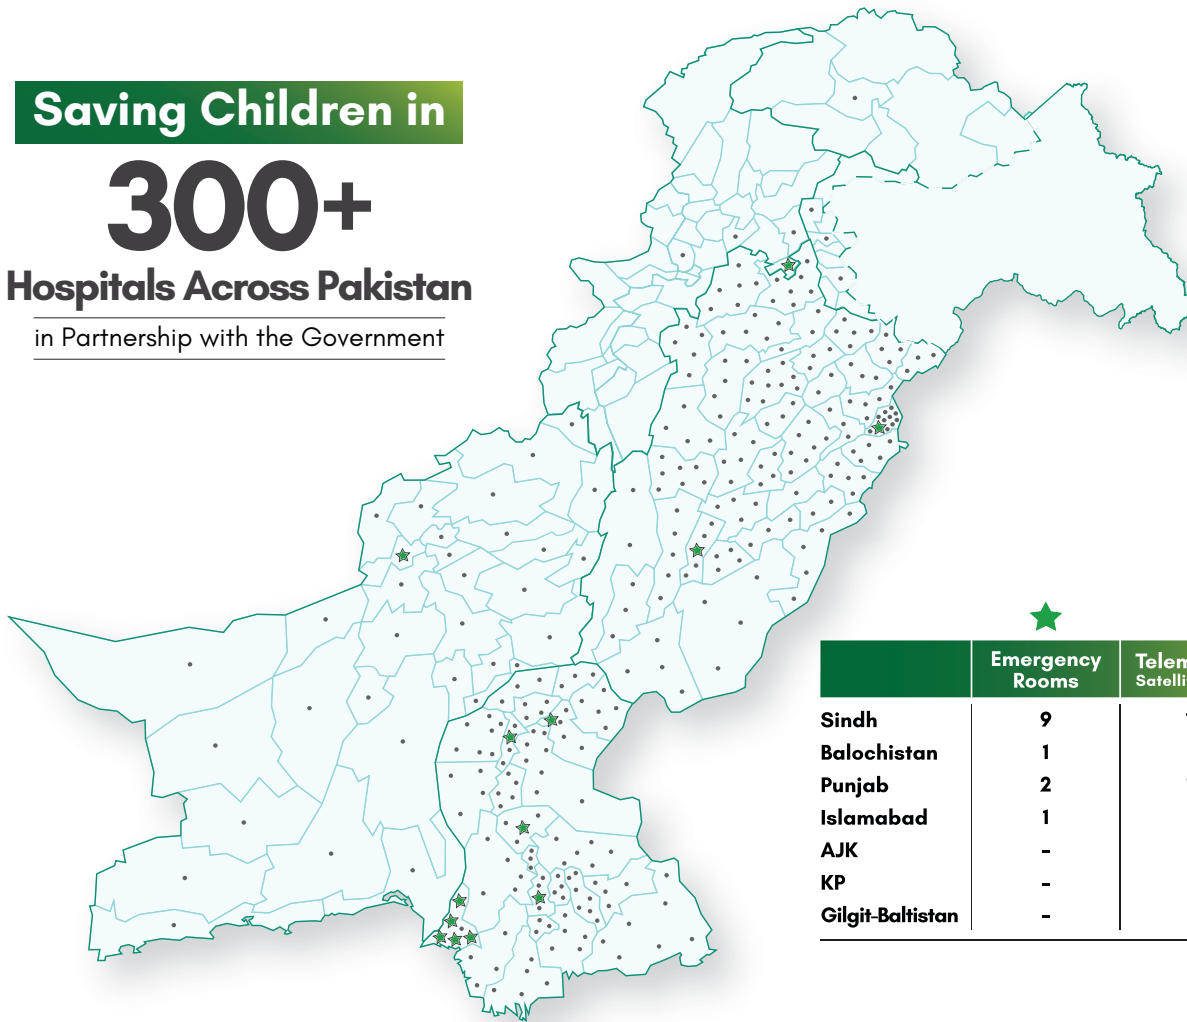 Saving Children in
300+
Hospitals Across Pakistan
in Partnership with the Government
Emergency
Rooms
Sindh 9
Balochistan 1
Punjab 2
Islamabad 1
AJK -
KP -
Gilgit-Baltistan -